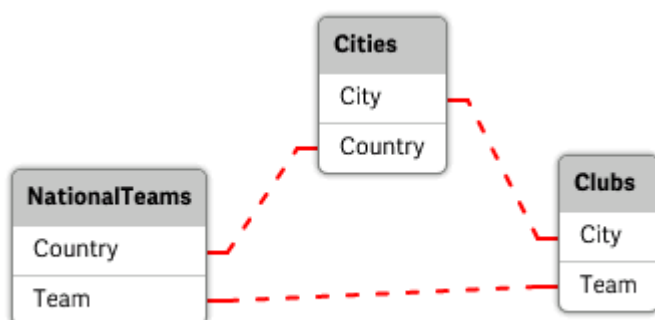 Cities
City
Country
NationalTeams
Country
Team
Clubs
City
Team